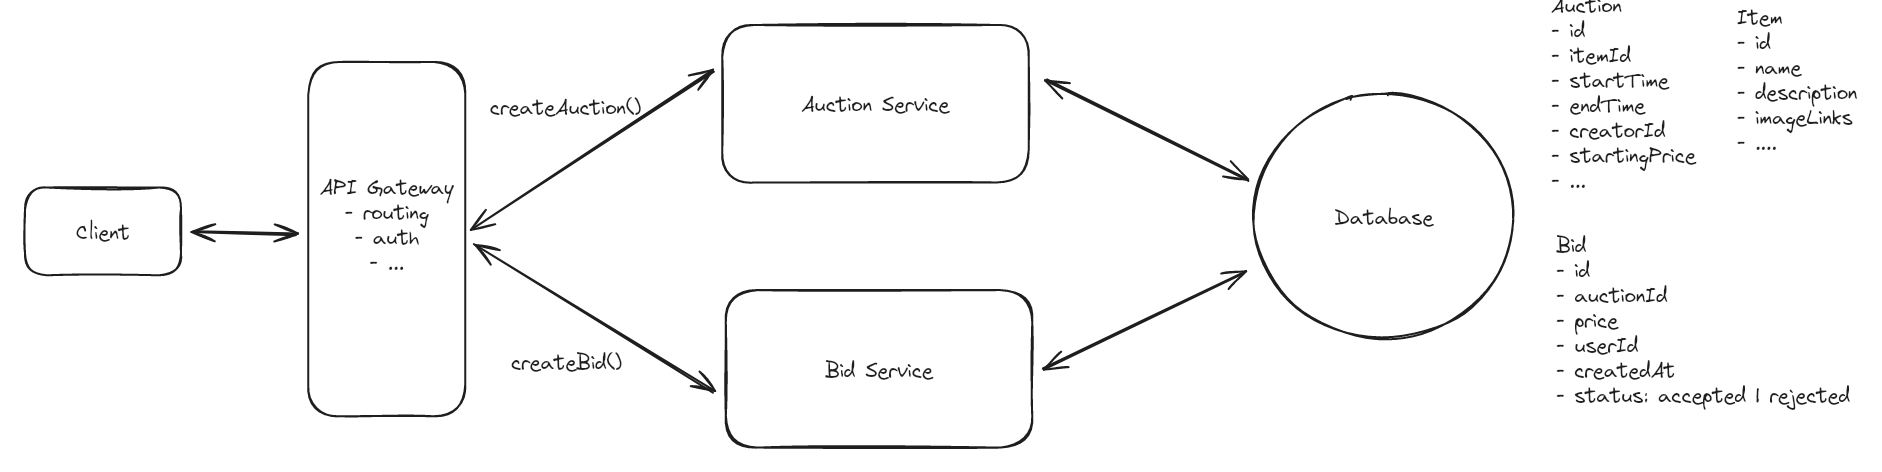 Client
API Gateway
- routing
- auth
- ...
createAuction()
createBid()
Auction Service
Bid Service
Database
Auction
- id
- itemId
- startTime
- endTime
- creatorId
- startingPrice
- ...
Item
- id
- name
- description
- imageLinks
- ....
Bid
- id
- auctionId
- price
- userId
- createdAt
- status: accepted | rejected